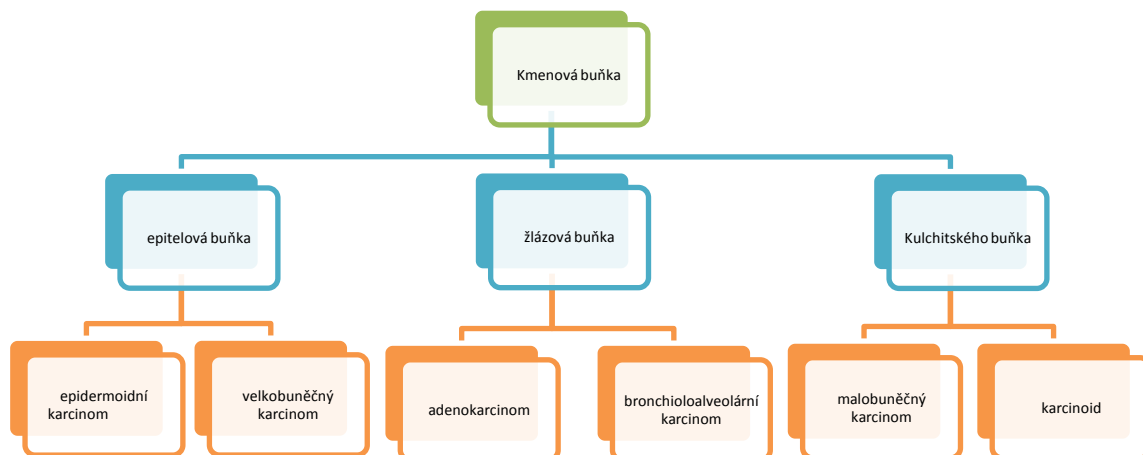 Kmenová buňka
epitelová buňka
žlázová buňka
Kulchitského buňka
epidermoidní
karcinom
velkobuněčný
karcinom
adenokarcinom
bronchioloalveolární
karcinom
malobuněčný
karcinom
karcinoid